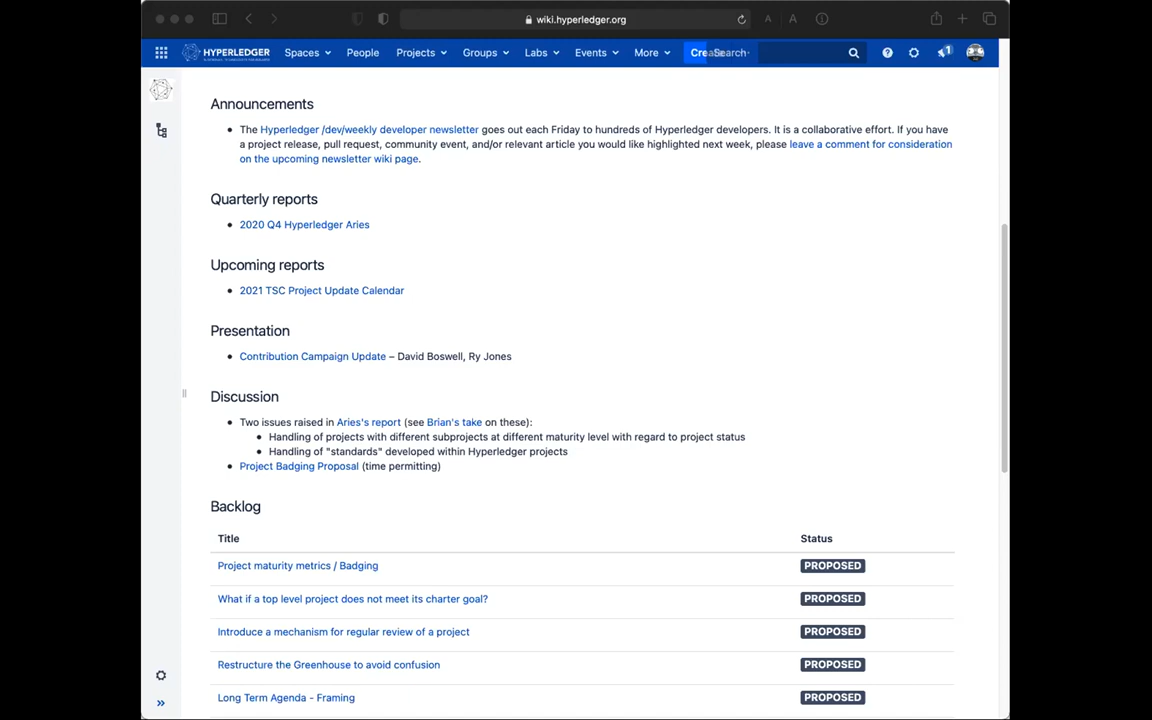 wiki.hyperledger.org
A
A
HYPERLEDGER
Spaces
People
Projects
Groups
Labs
Events
More
Create
Search
1
Announcements
The Hyperledger /dev/weekly developer newsletter goes out each Friday to hundreds of Hyperledger developers. It is a collaborative effort. If you have
a project release, pull request, community event, and/or relevant article you would like highlighted next week, please leave a comment for consideration
on the upcoming newsletter wiki page.
Quarterly reports
2020 Q4 Hyperledger Aries
Upcoming reports
2021 TSC Project Update Calendar
Presentation
Contribution Campaign Update – David Boswell, Ry Jones
Discussion
Two issues raised in Aries's report (see Brian's take on these):
Handling of projects with different subprojects at different maturity level with regard to project status
Handling of "standards" developed within Hyperledger projects
Project Badging Proposal (time permitting)
Backlog
Title Status
Project maturity metrics / Badging PROPOSED
What if a top level project does not meet its charter goal? PROPOSED
Introduce a mechanism for regular review of a project PROPOSED
Restructure the Greenhouse to avoid confusion PROPOSED
Long Term Agenda - Framing PROPOSED